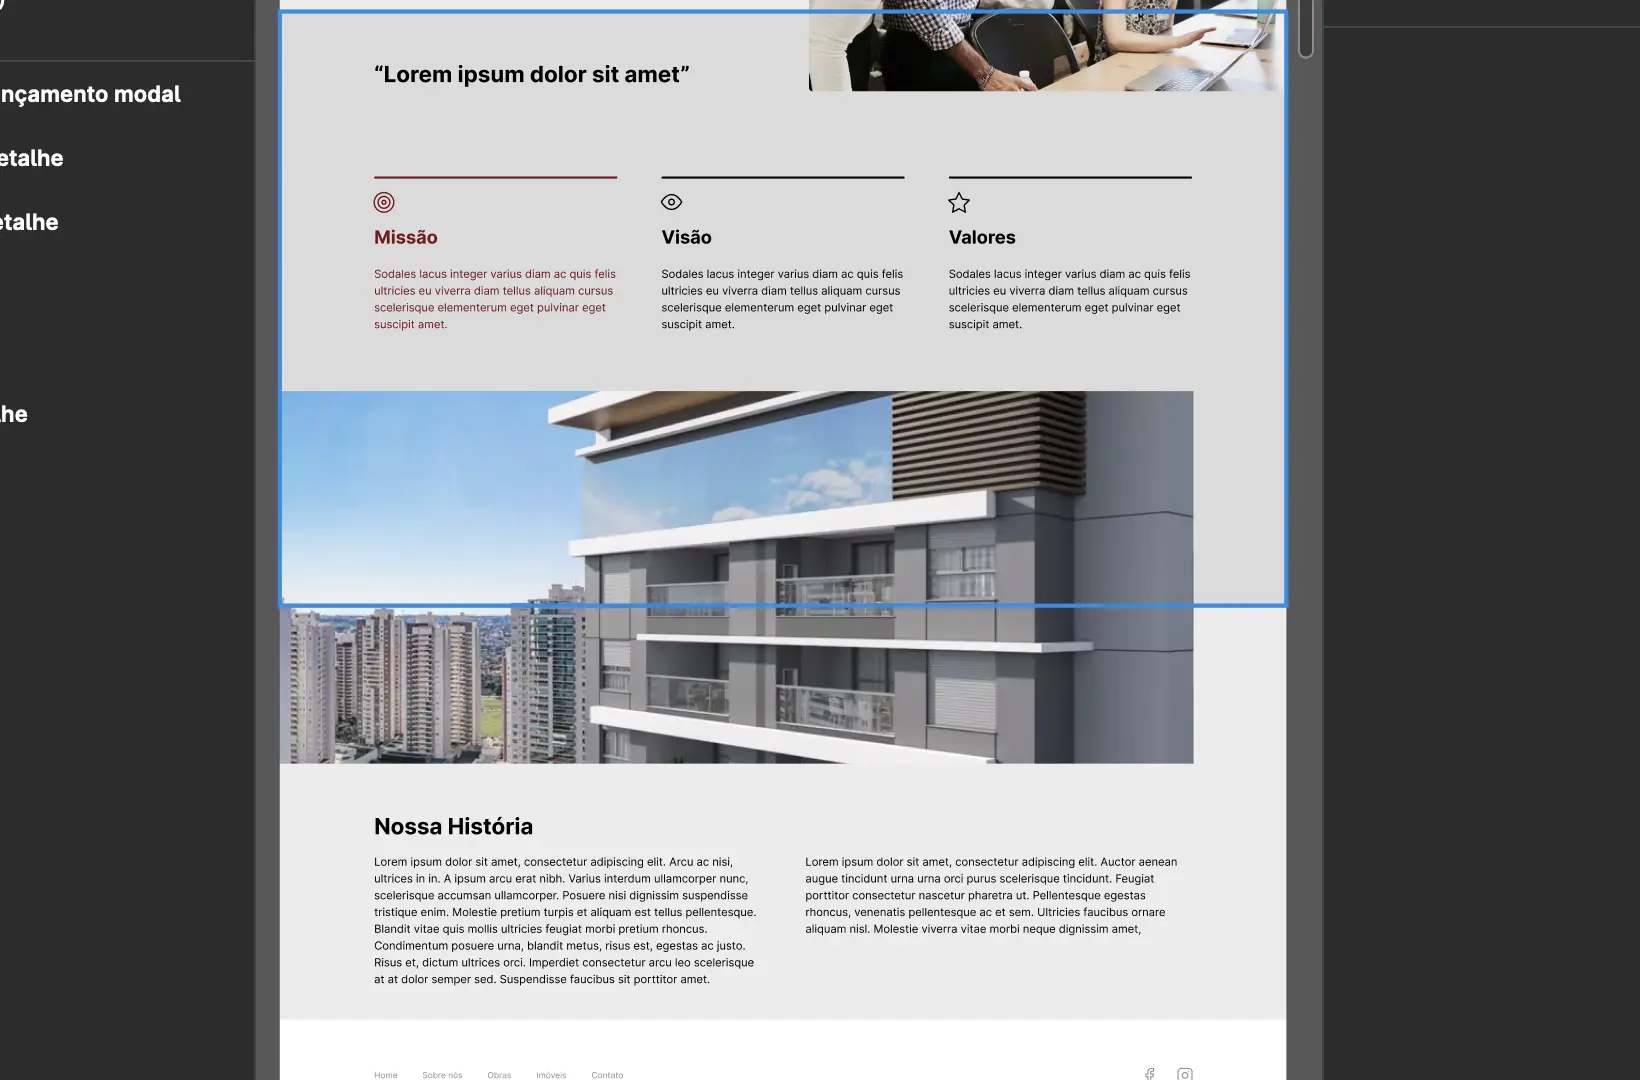 nçamento modal
etalhe
etalhe
lhe
“Lorem ipsum dolor sit amet”
Missão
Sodales lacus integer varius diam ac quis felis
ultricies eu viverra diam tellus aliquam cursus
scelerisque elementerum eget pulvinar eget
suscipit amet.
Visão
Sodales lacus integer varius diam ac quis felis
ultricies eu viverra diam tellus aliquam cursus
scelerisque elementerum eget pulvinar eget
suscipit amet.
Valores
Sodales lacus integer varius diam ac quis felis
ultricies eu viverra diam tellus aliquam cursus
scelerisque elementerum eget pulvinar eget
suscipit amet.
Nossa História
Lorem ipsum dolor sit amet, consectetur adipiscing elit. Arcu ac nisi,
ultrices in in. A ipsum arcu erat nibh. Varius interdum ullamcorper nunc,
scelerisque accumsan ullamcorper. Posuere nisi dignissim suspendisse
tristique enim. Molestie pretium turpis et aliquam est tellus pellentesque.
Blandit vitae quis mollis ultricies feugiat morbi pretium rhoncus.
Condimentum posuere urna, blandit metus, risus est, egestas ac justo.
Risus et, dictum ultrices orci. Imperdiet consectetur arcu leo scelerisque
at at dolor semper sed. Suspendisse faucibus sit porttitor amet.
Lorem ipsum dolor sit amet, consectetur adipiscing elit. Auctor aenean
augue tincidunt urna urna orci purus scelerisque tincidunt. Feugiat
porttitor consectetur nascetur pharetra ut. Pellentesque egestas
rhoncus, venenatis pellentesque ac et sem. Ultricies faucibus ornare
aliquam nisl. Molestie viverra vitae morbi neque dignissim amet,
Home Sobre nós Obras Imóveis Contato